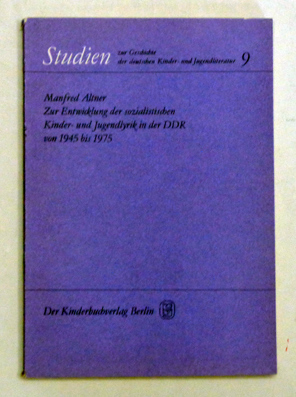 Studien zur Geschichte
der deutschen Kinder- und Jugendliteratur 9
Manfred Altner
Zur Entwicklung der sozialistischen
Kinder- und Jugendlyrik in der DDR
von 1945 bis 1975
Der Kinderbuchverlag Berlin